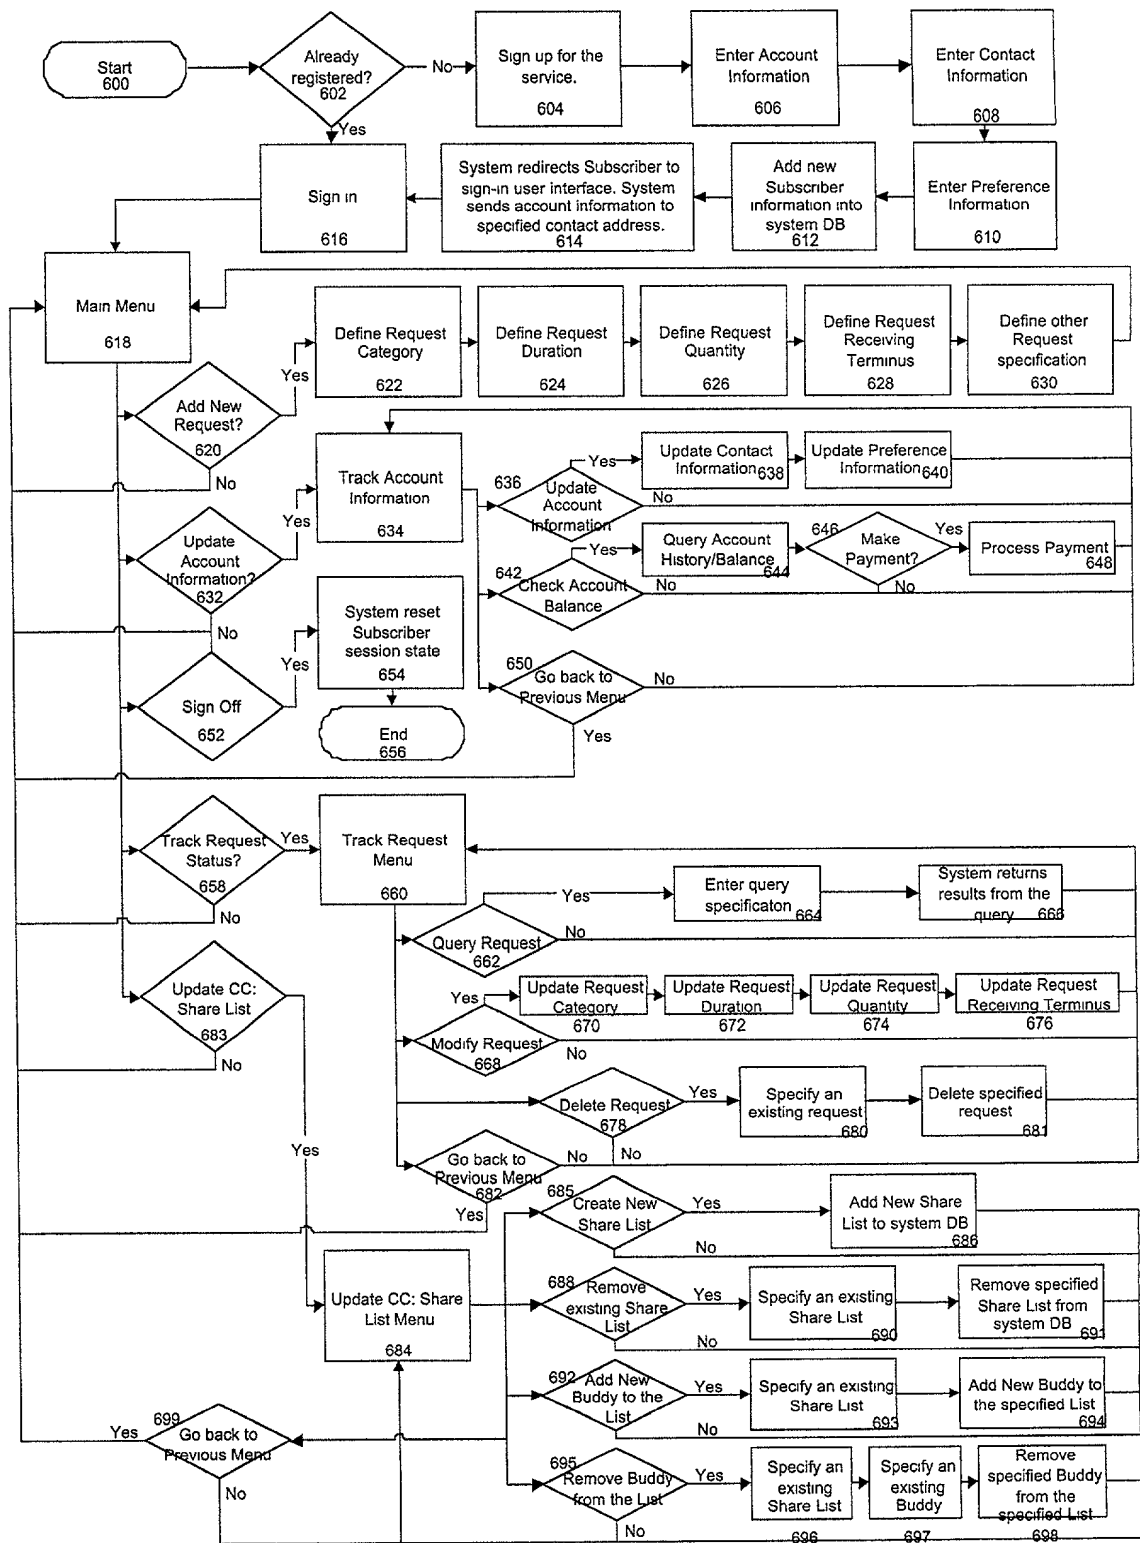 Start
600
Already
registered?
602
No
Yes
Sign up for the
service.
604
Enter Account
Information
606
Enter Contact
Information
608
Sign in
616
System redirects Subscriber to
sign-in user interface. System
sends account information to
specified contact address.
614
Add new
Subscriber
information into
system DB
612
Enter Preference
Information
610
Main Menu
618
Define Request
Category
622
Define Request
Duration
624
Define Request
Quantity
626
Define Request
Receiving
Terminus
628
Define other
Request
specification
630
Yes
Add New
Request?
620
No
Track Account
Information
634
636
Update
Account
Information
Yes
No
Update Contact
Information 638
Update Preference
Information 640
Update
Account
Information?
632
Yes
No
642
Check Account
Balance
Yes
No
Query Account
History/Balance 644
646
Make
Payment?
Yes
No
Process Payment
648
System reset
Subscriber
session state
654
Sign Off
652
Yes
End
656
650
Go back to
Previous Menu
No
Yes
Track Request
Status?
658
Yes
No
Track Request
Menu
660
Query Request
662
Yes
No
Enter query
specificaton
664
System returns
results from the
query 666
Update CC:
Share List
683
No
Yes
Modify Request
668
Yes
No
Update Request
Category
670
Update Request
Duration
672
Update Request
Quantity
674
Update Request
Receiving Terminus
676
Delete Request
678
Yes
No
Specify an
existing request
680
Delete specified
request
681
Go back to
Previous Menu
682
No
Yes
685
Create New
Share List
Yes
No
Add New Share
List to system DB
686
Update CC: Share
List Menu
684
688
Remove
existing Share
List
Yes
No
Specify an existing
Share List
690
Remove specified
Share List from
system DB
691
692
Add New
Buddy to the
List
Yes
No
Specify an existing
Share List
693
Add New Buddy to
the specified List
694
699
Go back to
Previous Menu
Yes
No
695
Remove Buddy
from the List
Yes
No
Specify an
existing
Share List
696
Specify an
existing
Buddy
697
Remove
specified Buddy
from the
specified List
698